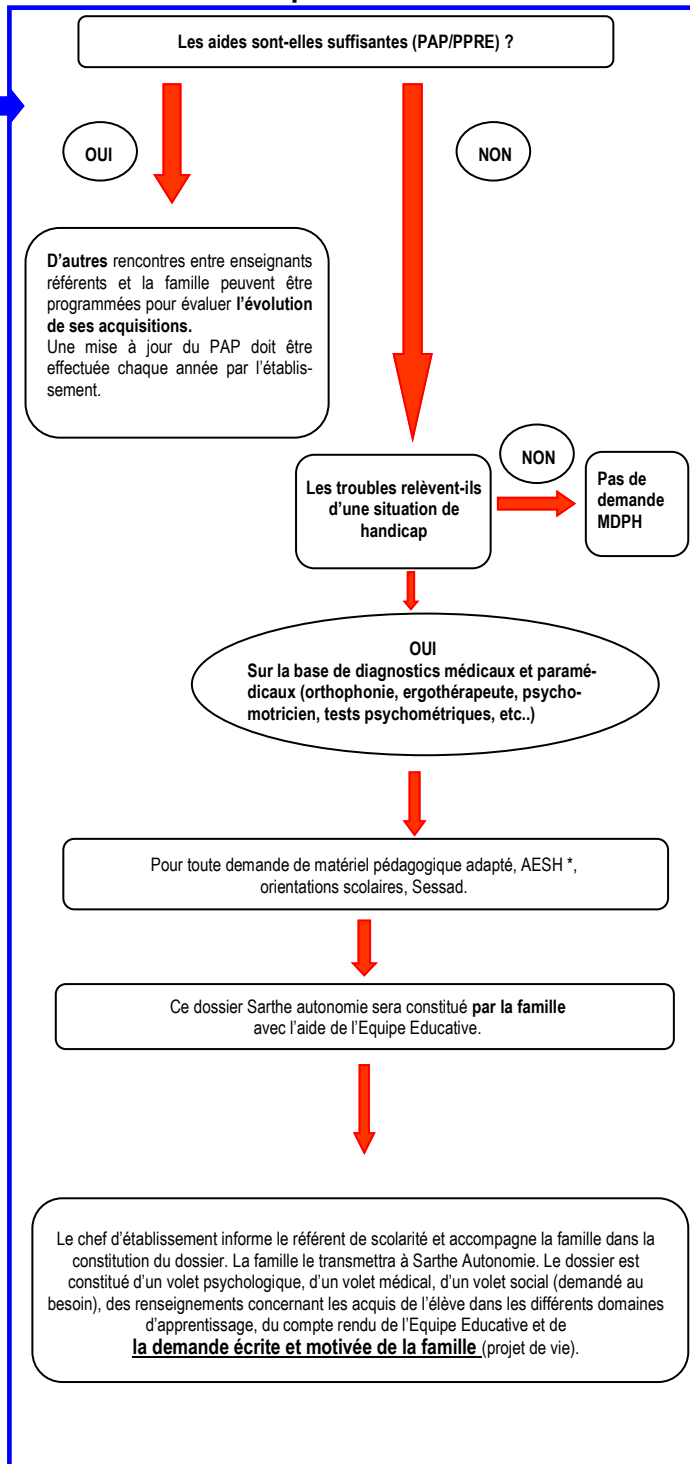 Les aides sont-elles suffisantes (PAP/PPRE) ?
OUI
NON
D'autres rencontres entre enseignants
référents et la famille peuvent être
programmées pour évaluer l'évolution
de ses acquisitions.
Une mise à jour du PAP doit être
effectuée chaque année par l'établis-
sement.
NON
Les troubles relèvent-ils
d'une situation de
handicap
Pas de
demande
MDPH
OUI
Sur la base de diagnostics médicaux et paramé-
dicaux (orthophonie, ergothérapeute, psycho-
motricien, tests psychométriques, etc..)
Pour toute demande de matériel pédagogique adapté, AESH *,
orientations scolaires, Sessad.
Ce dossier Sarthe autonomie sera constitué par la famille
avec l'aide de l'Equipe Educative.
Le chef d'établissement informe le référent de scolarité et accompagne la famille dans la
constitution du dossier. La famille le transmettra à Sarthe Autonomie. Le dossier est
constitué d'un volet psychologique, d'un volet médical, d'un volet social (demandé au
besoin), des renseignements concernant les acquis de l'élève dans les différents domaines
d'apprentissage, du compte rendu de l'Equipe Educative et de
la demande écrite et motivée de la famille (projet de vie).